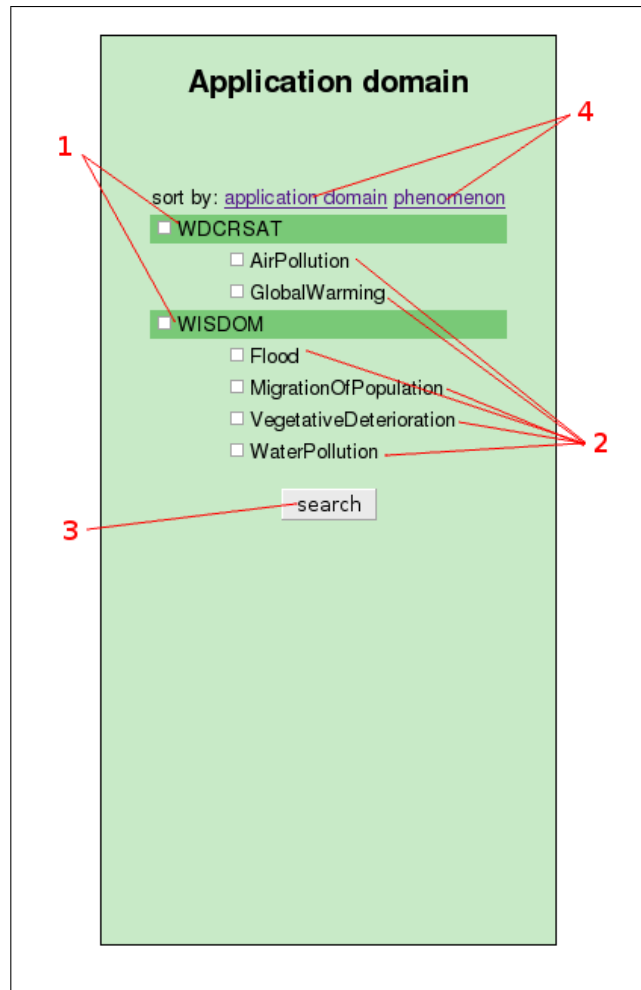 Application domain
4
1
sort by: application domain phenomenon
WDCRSAT
AirPollution
GlobalWarming
WISDOM
Flood
MigrationOfPopulation
VegetativeDeterioration
2
WaterPollution
search
3